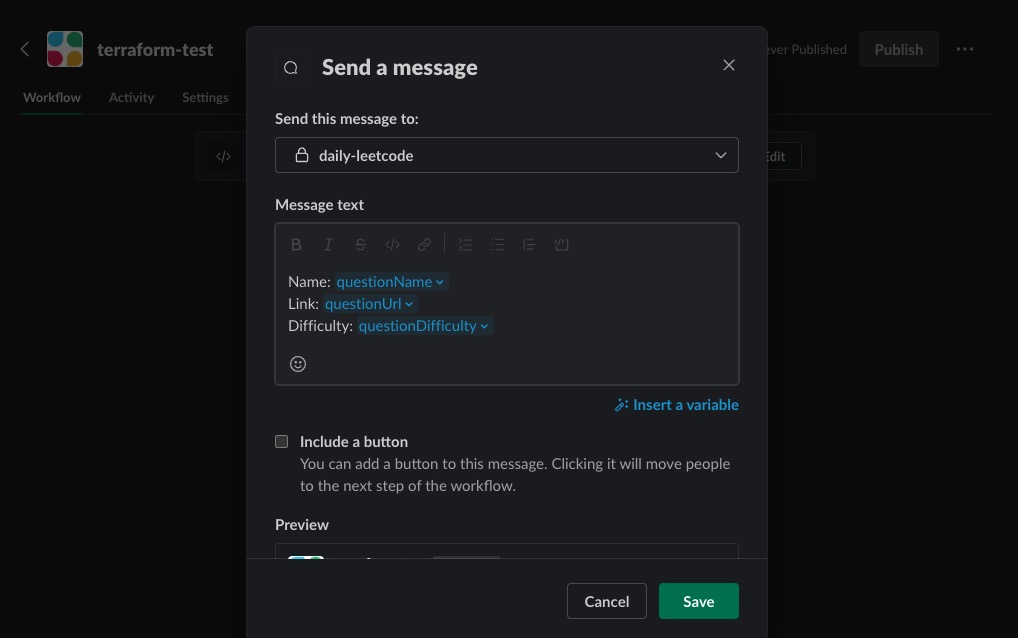 terraform-test
ver Published
Publish
Workflow
Activity
Settings
dit
Send a message
Send this message to:
daily-leetcode
Message text
Name: questionName
Link: questionUrl
Difficulty: questionDifficulty
Insert a variable
Include a button
You can add a button to this message. Clicking it will move people
to the next step of the workflow.
Preview
Cancel
Save